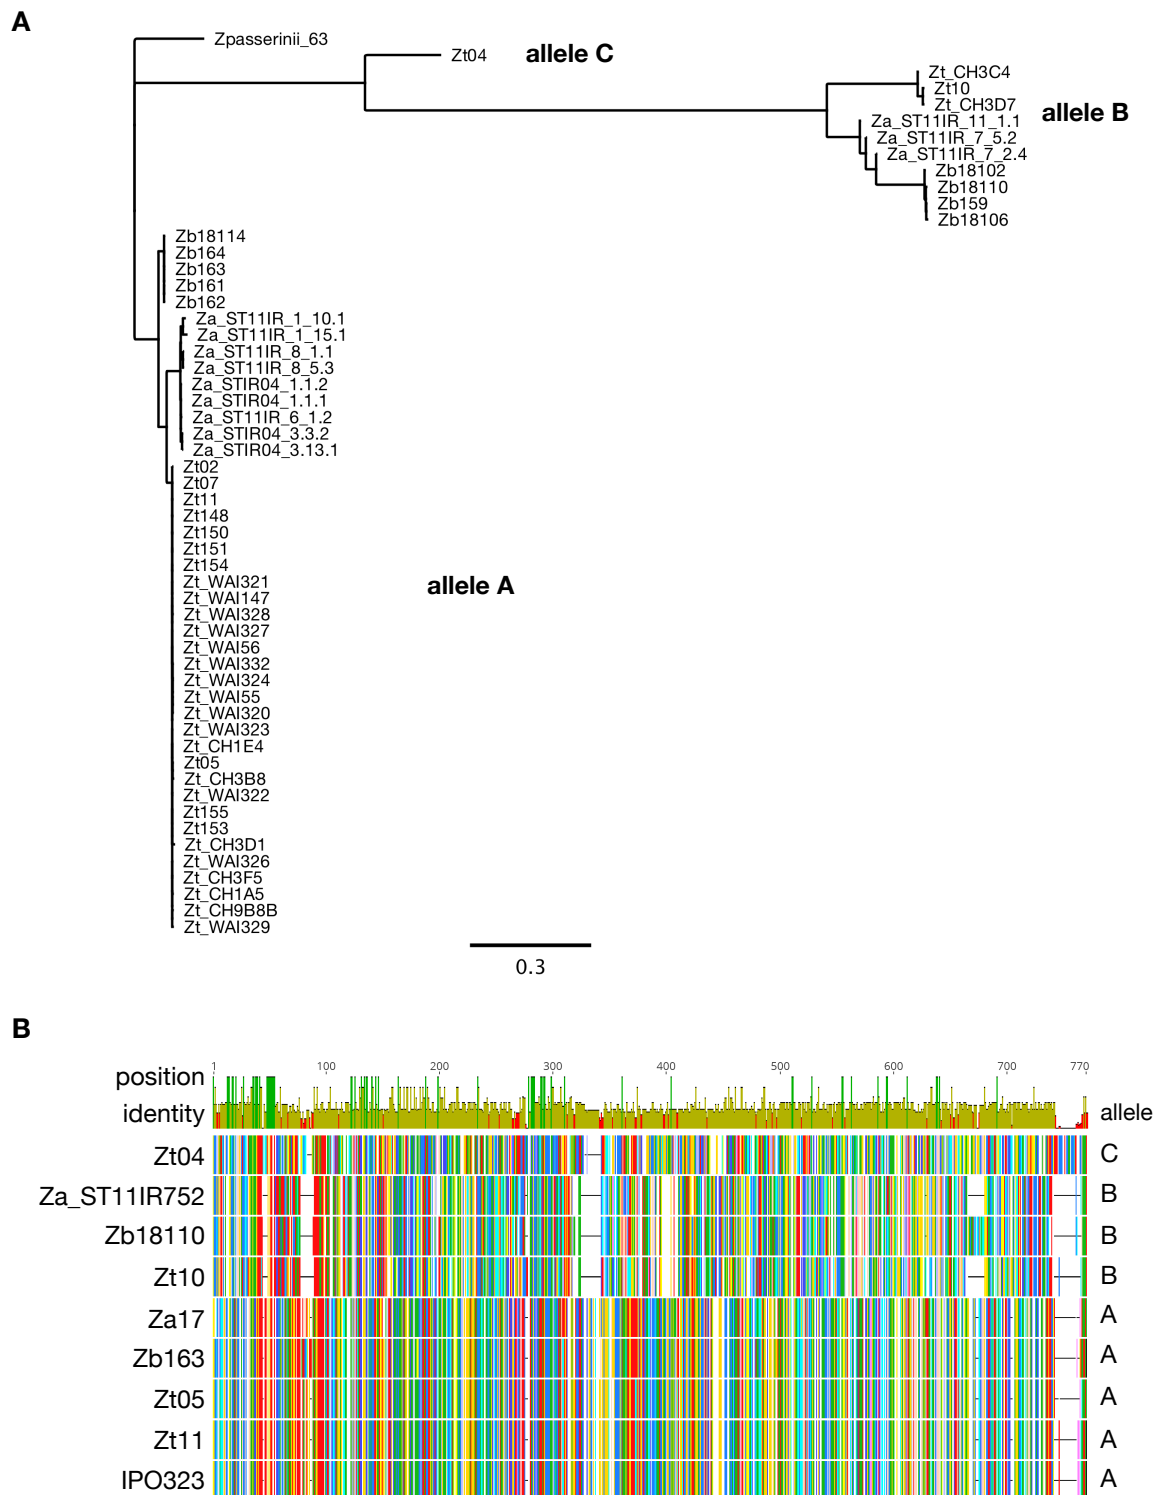 A
Zpasserinii_63
Zt04
allele C
Zt_CH3C4
Zt10
Zt_CH3D7
allele B
Za_ST11IR_11_1.1
Za_ST11IR_7_5.2
Za_ST11IR_7_2.4
Zb18102
Zb18110
Zb159
Zb18106
Zb18114
Zb164
Zb163
Zb161
Zb162
Za_ST11IR_1_10.1
Za_ST11IR_1_15.1
Za_ST11IR_8_1.1
Za_ST11IR_8_5.3
Za_STIR04_1.1.2
Za_STIR04_1.1.1
Za_ST11IR_6_1.2
Za_STIR04_3.3.2
Za_STIR04_3.13.1
Zt02
Zt07
Zt11
Zt148
Zt150
Zt151
Zt154
Zt_WAI321
allele A
Zt_WAI147
Zt_WAI328
Zt_WAI327
Zt_WAI56
Zt_WAI332
Zt_WAI324
Zt_WAI55
Zt_WAI320
Zt_WAI323
Zt_CH1E4
Zt05
Zt_CH3B8
Zt_WAI322
Zt155
Zt153
Zt_CH3D1
Zt_WAI326
Zt_CH3F5
Zt_CH1A5
Zt_CH9B8B
Zt_WAI329
0.3
B
position 1 100 200 300 400 500 600 700 770
identity allele
Zt04 C
Za_ST11IR752 B
Zb18110 B
Zt10 B
Za17 A
Zb163 A
Zt05 A
Zt11 A
IPO323 A